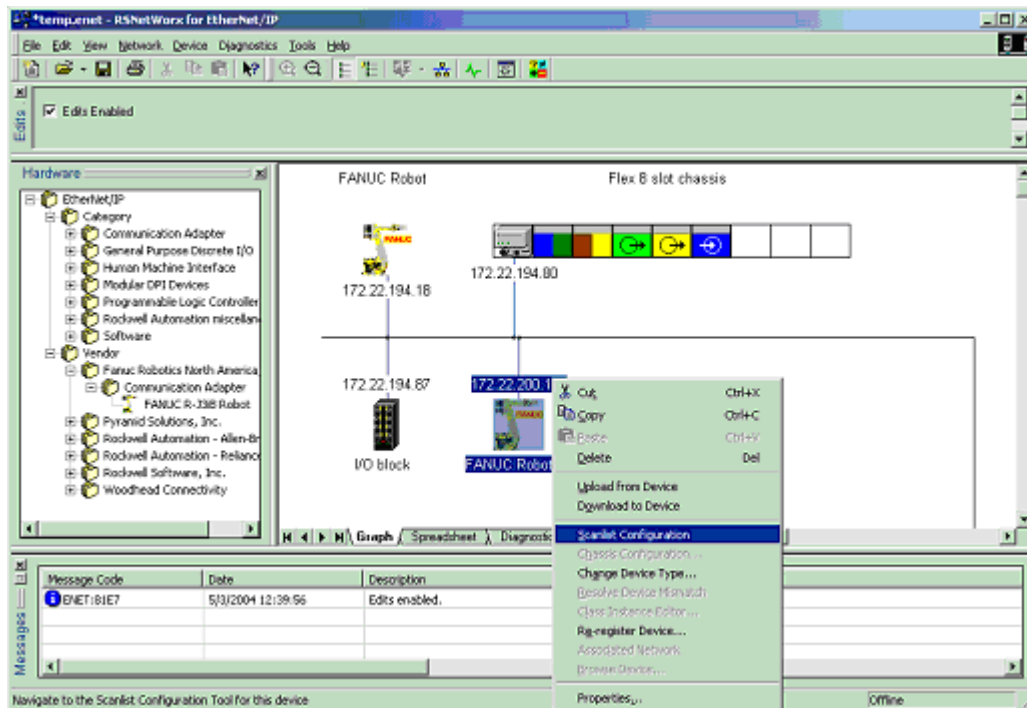 *temp.enet - RSNetWorx for EtherNet/IP
File Edit View Network Device Diagnostics Tools Help
Edits
Edits Enabled
Hardware
EtherNet/IP
Category
Communication Adapter
General Purpose Discrete I/O
Human Machine Interface
Modular DPI Devices
Programmable Logic Controller
Rockwell Automation miscellan
Software
Vendor
Fanuc Robotics North America
Communication Adapter
FANUC R-J3iB Robot
Pyramid Solutions, Inc.
Rockwell Automation - Allen-Br
Rockwell Automation - Reliance
Rockwell Software, Inc.
Woodhead Connectivity
FANUC Robot
Flex 8 slot chassis
FANUC
172.22.194.18
172.22.194.80
172.22.194.87
172.22.200.1
FANUC
I/O block
FANUC Robot
Cut Ctrl+X
Copy Ctrl+C
Paste Ctrl+V
Delete Del
Upload from Device
Download to Device
Scanlist Configuration
Chassis Configuration...
Change Device Type...
Resolve Device Mismatch
Class Instance Editor...
Re-register Device...
Associated Network
Browse Device...
Properties...
Graph Spreadsheet Diagnostic
Messages
Message Code Date Description
ENET:81E7 5/3/2004 12:39:56 Edits enabled.
Navigate to the Scanlist Configuration Tool for this device
Offline